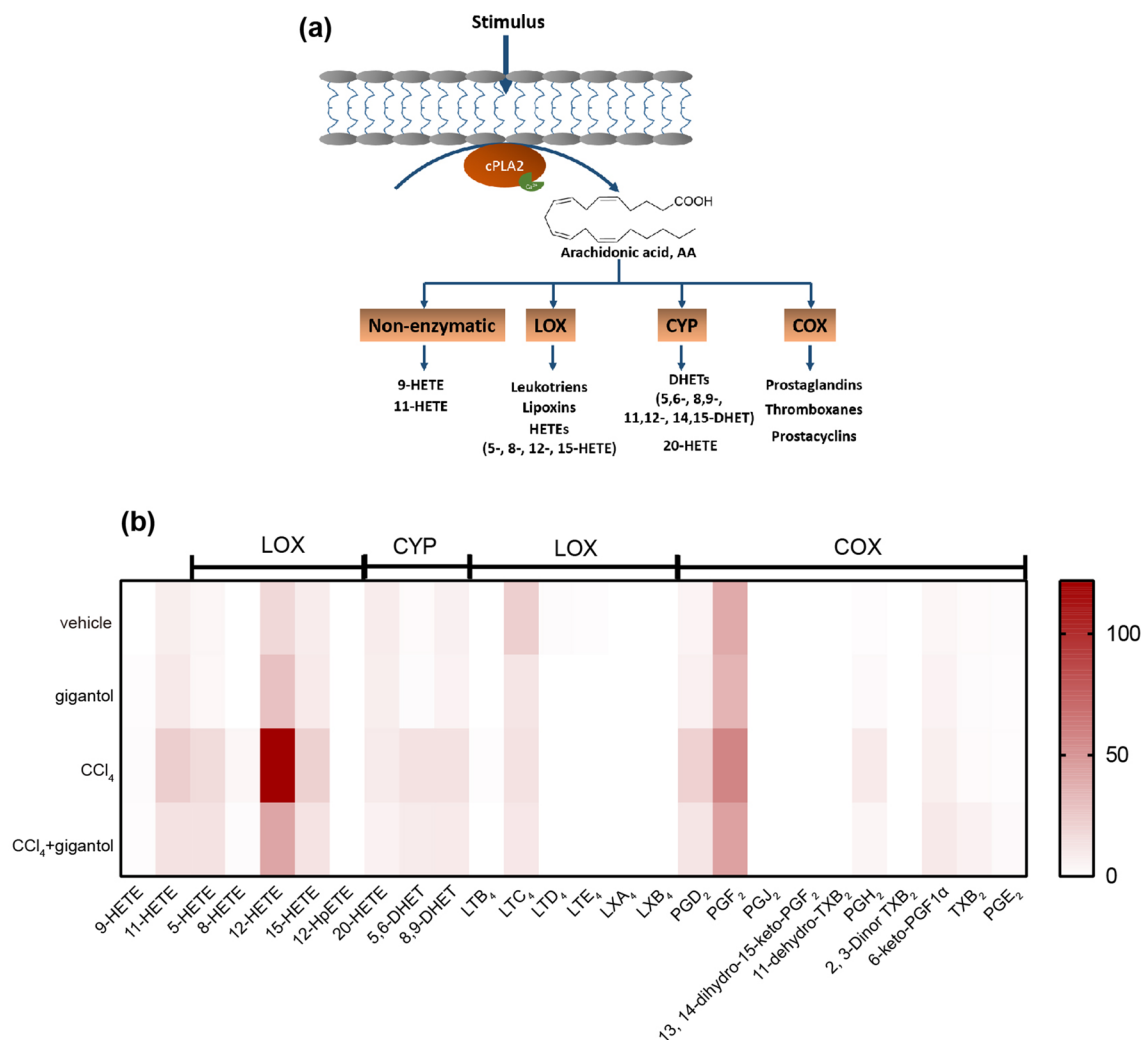 (a)
Stimulus
cPLA2
Ca²⁺
COOH
Arachidonic acid, AA
Non-enzymatic
LOX
CYP
COX
9-HETE
11-HETE
Leukotriens
Lipoxins
HETEs
(5-, 8-, 12-, 15-HETE)
DHETs
(5,6-, 8,9-,
11,12-, 14,15-DHET)
20-HETE
Prostaglandins
Thromboxanes
Prostacyclins
(b)
LOX
CYP
LOX
COX
vehicle
gigantol
CCl₄
CCl₄+gigantol
100
50
0
9-HETE
11-HETE
5-HETE
8-HETE
12-HETE
15-HETE
12-HpETE
20-HETE
5,6-DHET
8,9-DHET
LTB₄
LTC₄
LTD₄
LTE₄
LXA₄
LXB₄
PGD₂
PGF₂
PGJ₂
13, 14-dihydro-15-keto-PGF₂
11-dehydro-TXB₂
PGH₂
2, 3-Dinor TXB₂
6-keto-PGF1α
TXB₂
PGE₂